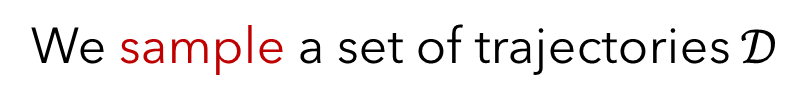 We sample a set of trajectories 𝒟